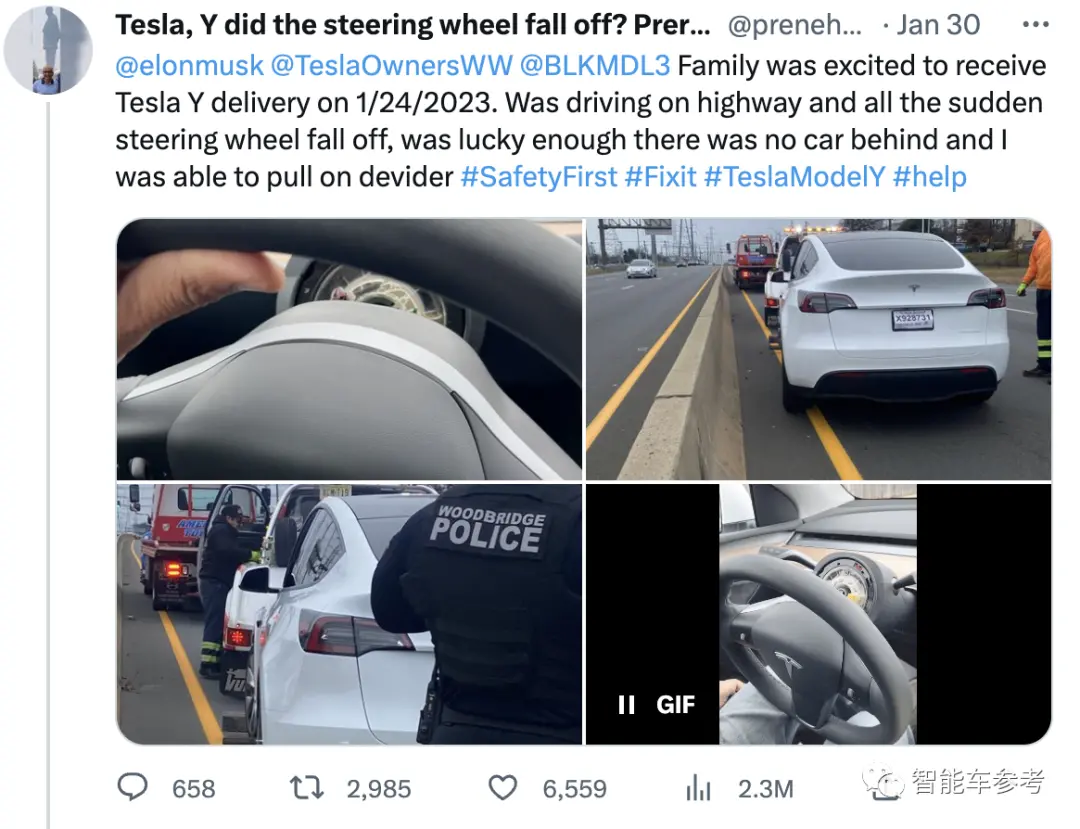 Tesla, Y did the steering wheel fall off? Prer... @preneh... · Jan 30 ···
@elonmusk @TeslaOwnersWW @BLKMDL3 Family was excited to receive
Tesla Y delivery on 1/24/2023. Was driving on highway and all the sudden
steering wheel fall off, was lucky enough there was no car behind and I
was able to pull on devider #SafetyFirst #Fixit #TeslaModelY #help
X928731
WOODBRIDGE
POLICE
GIF
658 2,985 6,559 2.3M
智能车参考